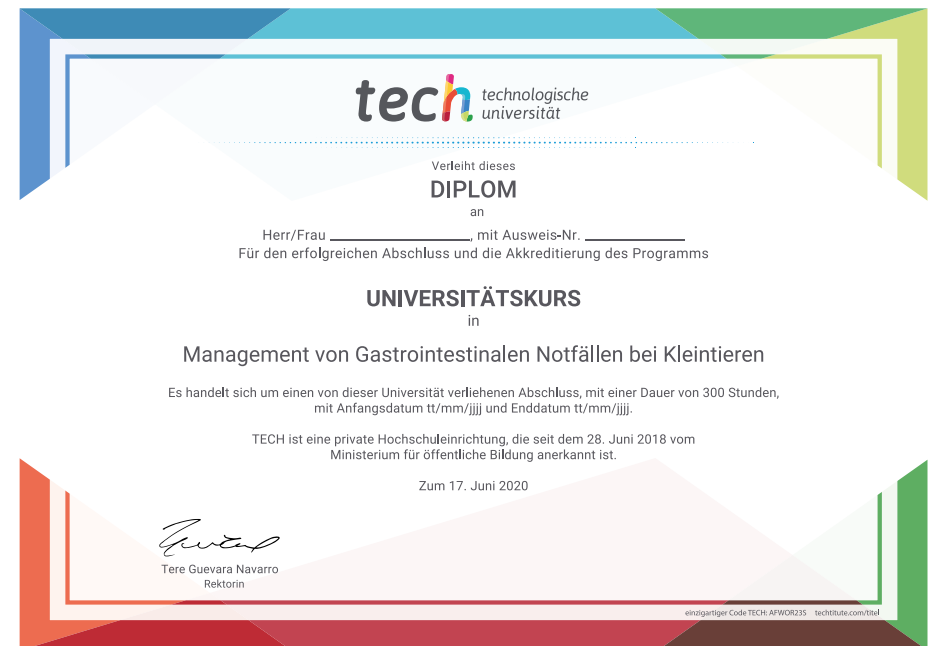 tech technologische
universität
Verleiht dieses
DIPLOM
an
Herr/Frau ____________________, mit Ausweis-Nr. ______________
Für den erfolgreichen Abschluss und die Akkreditierung des Programms
UNIVERSITÄTSKURS
in
Management von Gastrointestinalen Notfällen bei Kleintieren
Es handelt sich um einen von dieser Universität verliehenen Abschluss, mit einer Dauer von 300 Stunden,
mit Anfangsdatum tt/mm/jjjj und Enddatum tt/mm/jjjj.
TECH ist eine private Hochschuleinrichtung, die seit dem 28. Juni 2018 vom
Ministerium für öffentliche Bildung anerkannt ist.
Zum 17. Juni 2020
Tere Guevara Navarro
Rektorin
einzigartiger Code TECH: AFWOR23S techtitute.com/titel